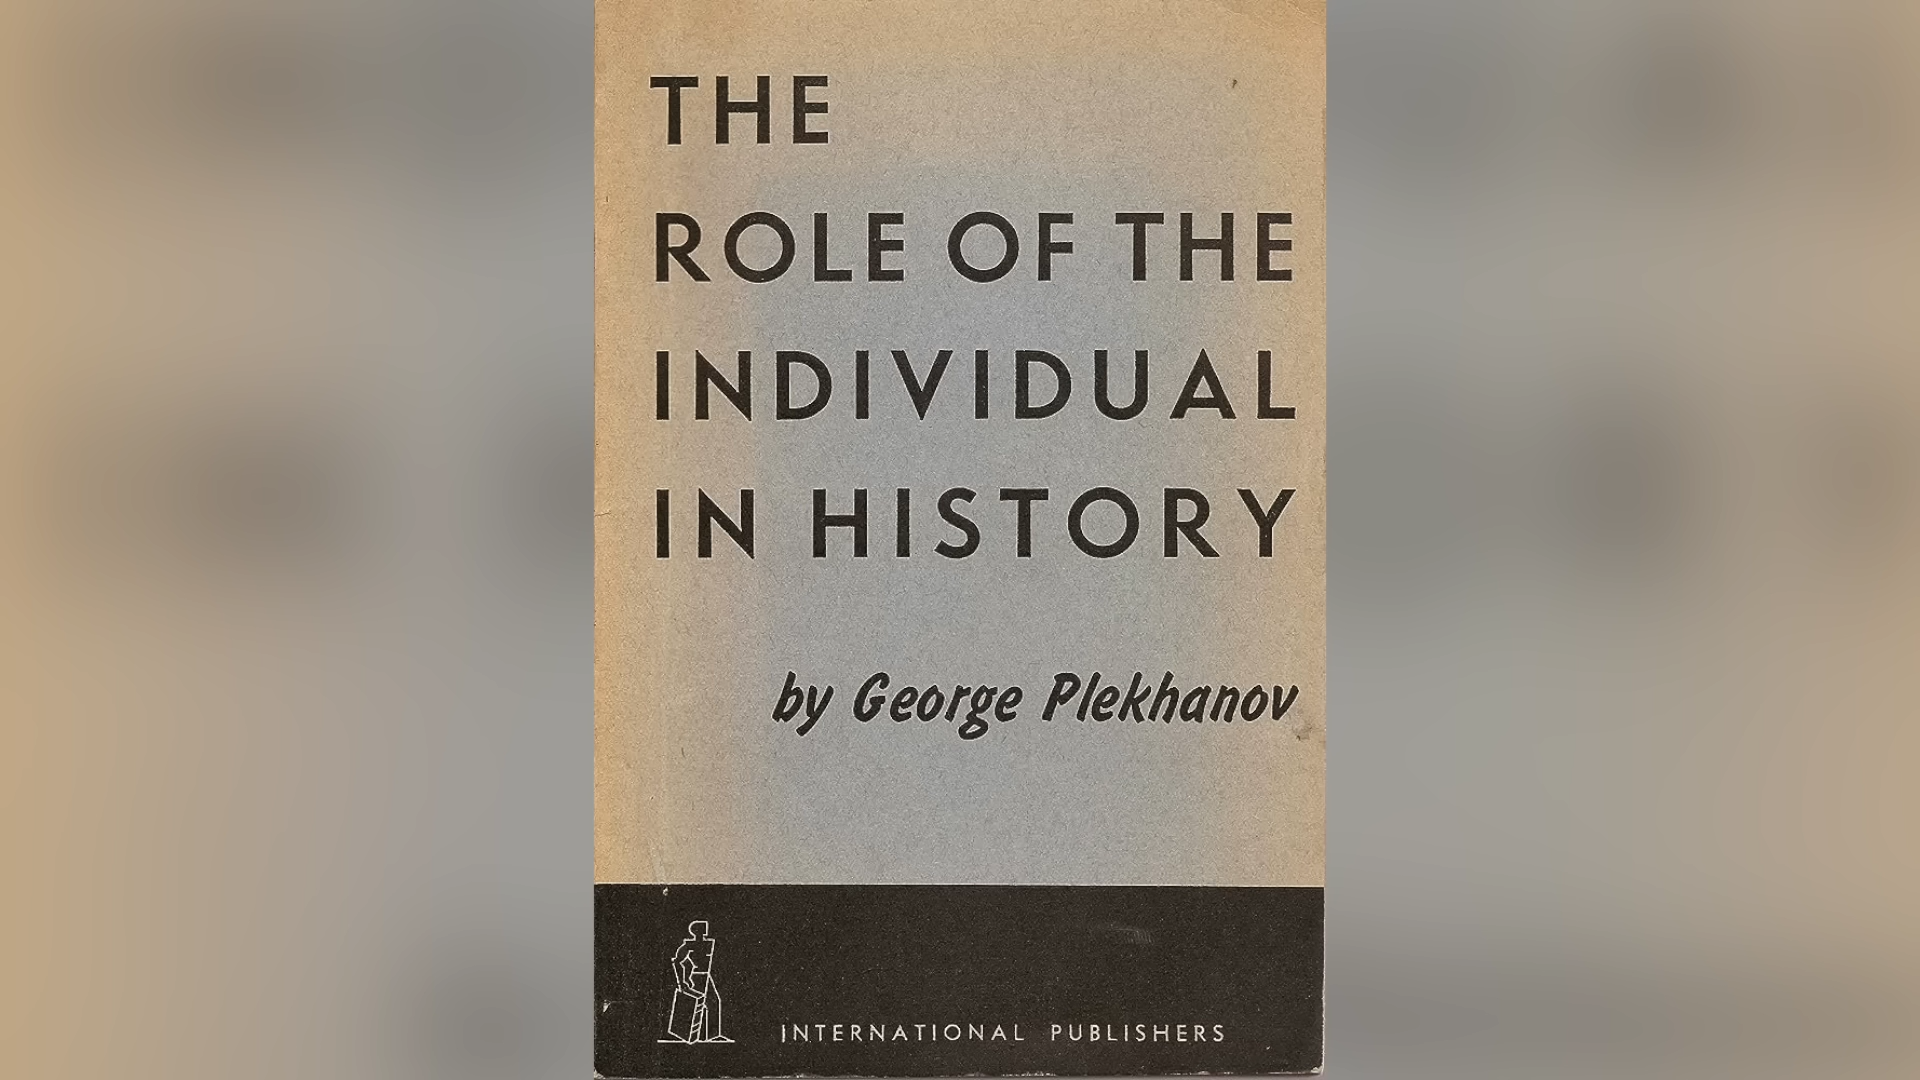 THE
ROLE OF THE
INDIVIDUAL
IN HISTORY
by George Plekhanov
INTERNATIONAL PUBLISHERS